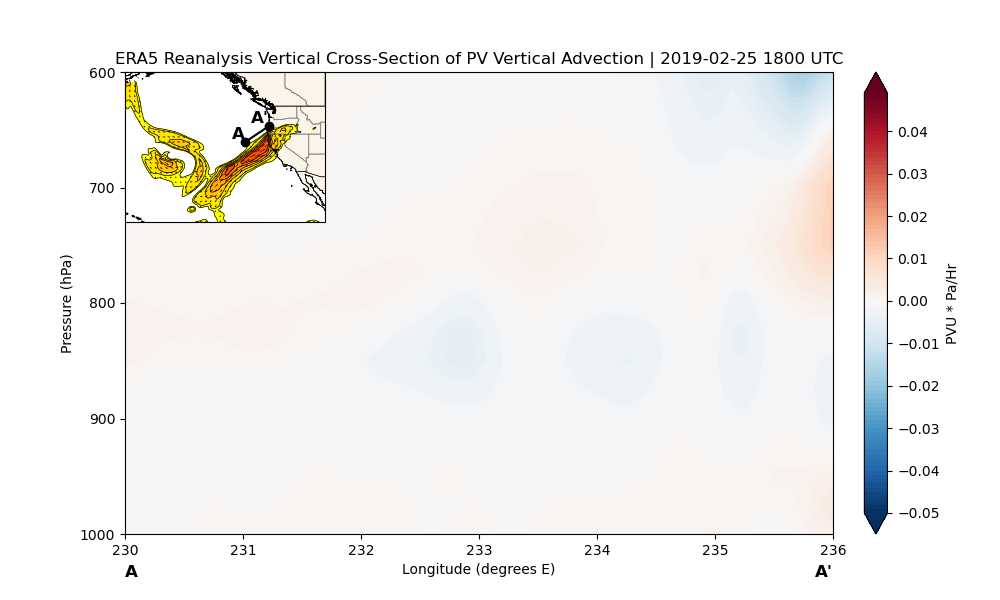 ERA5 Reanalysis Vertical Cross-Section of PV Vertical Advection | 2019-02-25 1800 UTC
600
700
800
900
1000
Pressure (hPa)
A
A'
230
231
232
233
234
235
236
Longitude (degrees E)
A
A'
0.04
0.03
0.02
0.01
0.00
−0.01
−0.02
−0.03
−0.04
−0.05
PVU * Pa/Hr